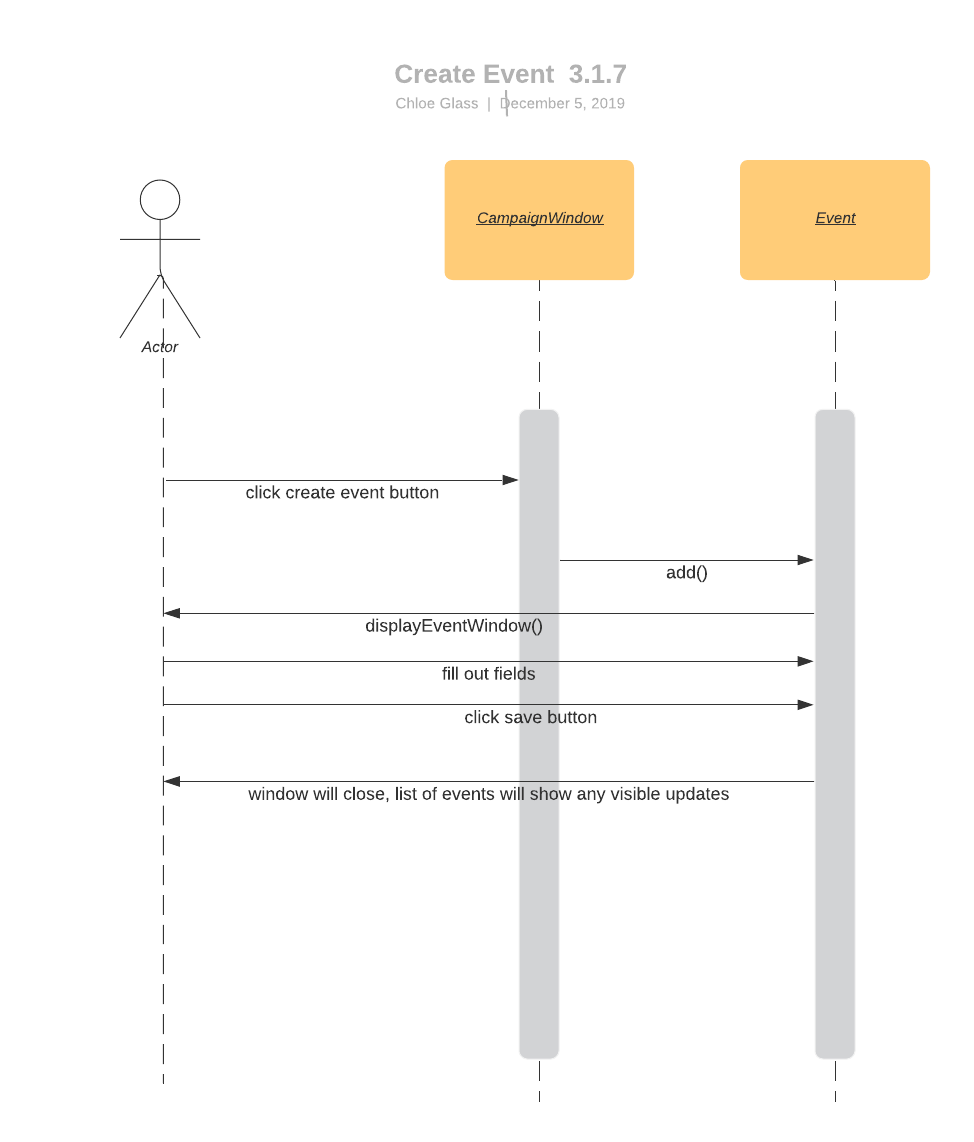 Create Event 3.1.7
Chloe Glass | December 5, 2019
CampaignWindow
Event
Actor
click create event button
add()
displayEventWindow()
fill out fields
click save button
window will close, list of events will show any visible updates